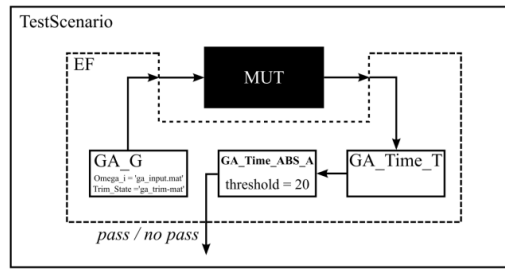 TestScenario
EF
MUT
GA_G
Omega_i = 'ga_input.mat'
Trim_State ='ga_trim-mat'
GA_Time_ABS_A
threshold = 20
GA_Time_T
pass / no pass